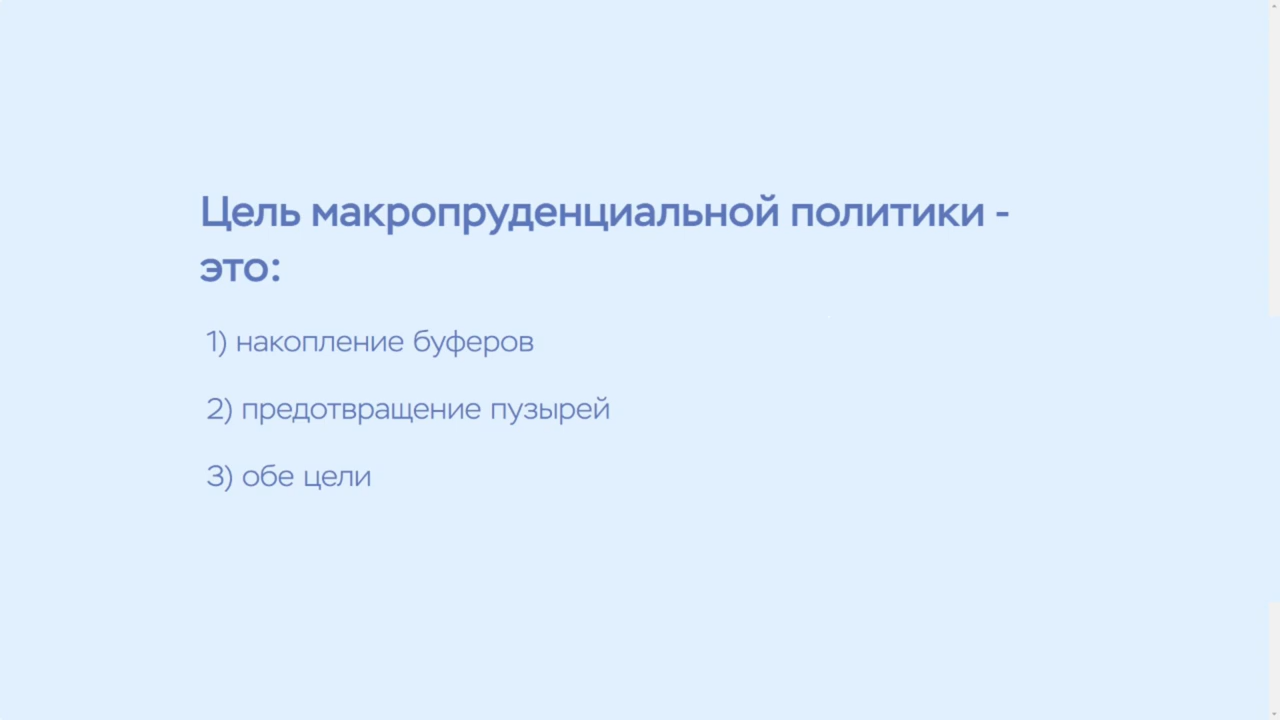 Цель макропруденциальной политики -
это:
1) накопление буферов
2) предотвращение пузырей
3) обе цели